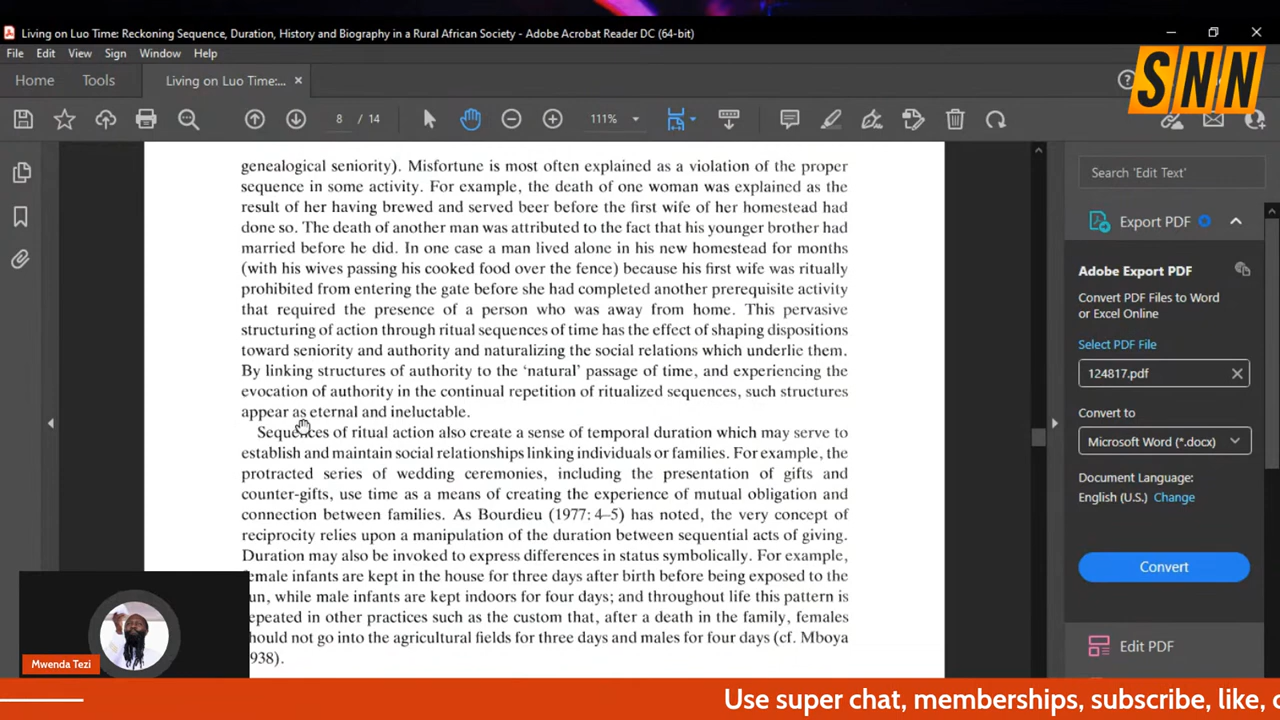 Living on Luo Time: Reckoning Sequence, Duration, History and Biography in a Rural African Society - Adobe Acrobat Reader DC (64-bit)
File Edit View Sign Window Help
Home Tools Living on Luo Time:... ×
SNN
8 / 14 111%
genealogical seniority). Misfortune is most often explained as a violation of the proper
sequence in some activity. For example, the death of one woman was explained as the
result of her having brewed and served beer before the first wife of her homestead had
done so. The death of another man was attributed to the fact that his younger brother had
married before he did. In one case a man lived alone in his new homestead for months
(with his wives passing his cooked food over the fence) because his first wife was ritually
prohibited from entering the gate before she had completed another prerequisite activity
that required the presence of a person who was away from home. This pervasive
structuring of action through ritual sequences of time has the effect of shaping dispositions
toward seniority and authority and naturalizing the social relations which underlie them.
By linking structures of authority to the 'natural' passage of time, and experiencing the
evocation of authority in the continual repetition of ritualized sequences, such structures
appear as eternal and ineluctable.
Sequences of ritual action also create a sense of temporal duration which may serve to
establish and maintain social relationships linking individuals or families. For example, the
protracted series of wedding ceremonies, including the presentation of gifts and
counter-gifts, use time as a means of creating the experience of mutual obligation and
connection between families. As Bourdieu (1977: 4–5) has noted, the very concept of
reciprocity relies upon a manipulation of the duration between sequential acts of giving.
Duration may also be invoked to express differences in status symbolically. For example,
emale infants are kept in the house for three days after birth before being exposed to the
un, while male infants are kept indoors for four days; and throughout life this pattern is
epeated in other practices such as the custom that, after a death in the family, females
hould not go into the agricultural fields for three days and males for four days (cf. Mboya
938).
Search 'Edit Text'
Export PDF
Adobe Export PDF
Convert PDF Files to Word
or Excel Online
Select PDF File
124817.pdf
Convert to
Microsoft Word (*.docx)
Document Language:
English (U.S.) Change
Convert
Edit PDF
Mwenda Tezi
Use super chat, memberships, subscribe, like,